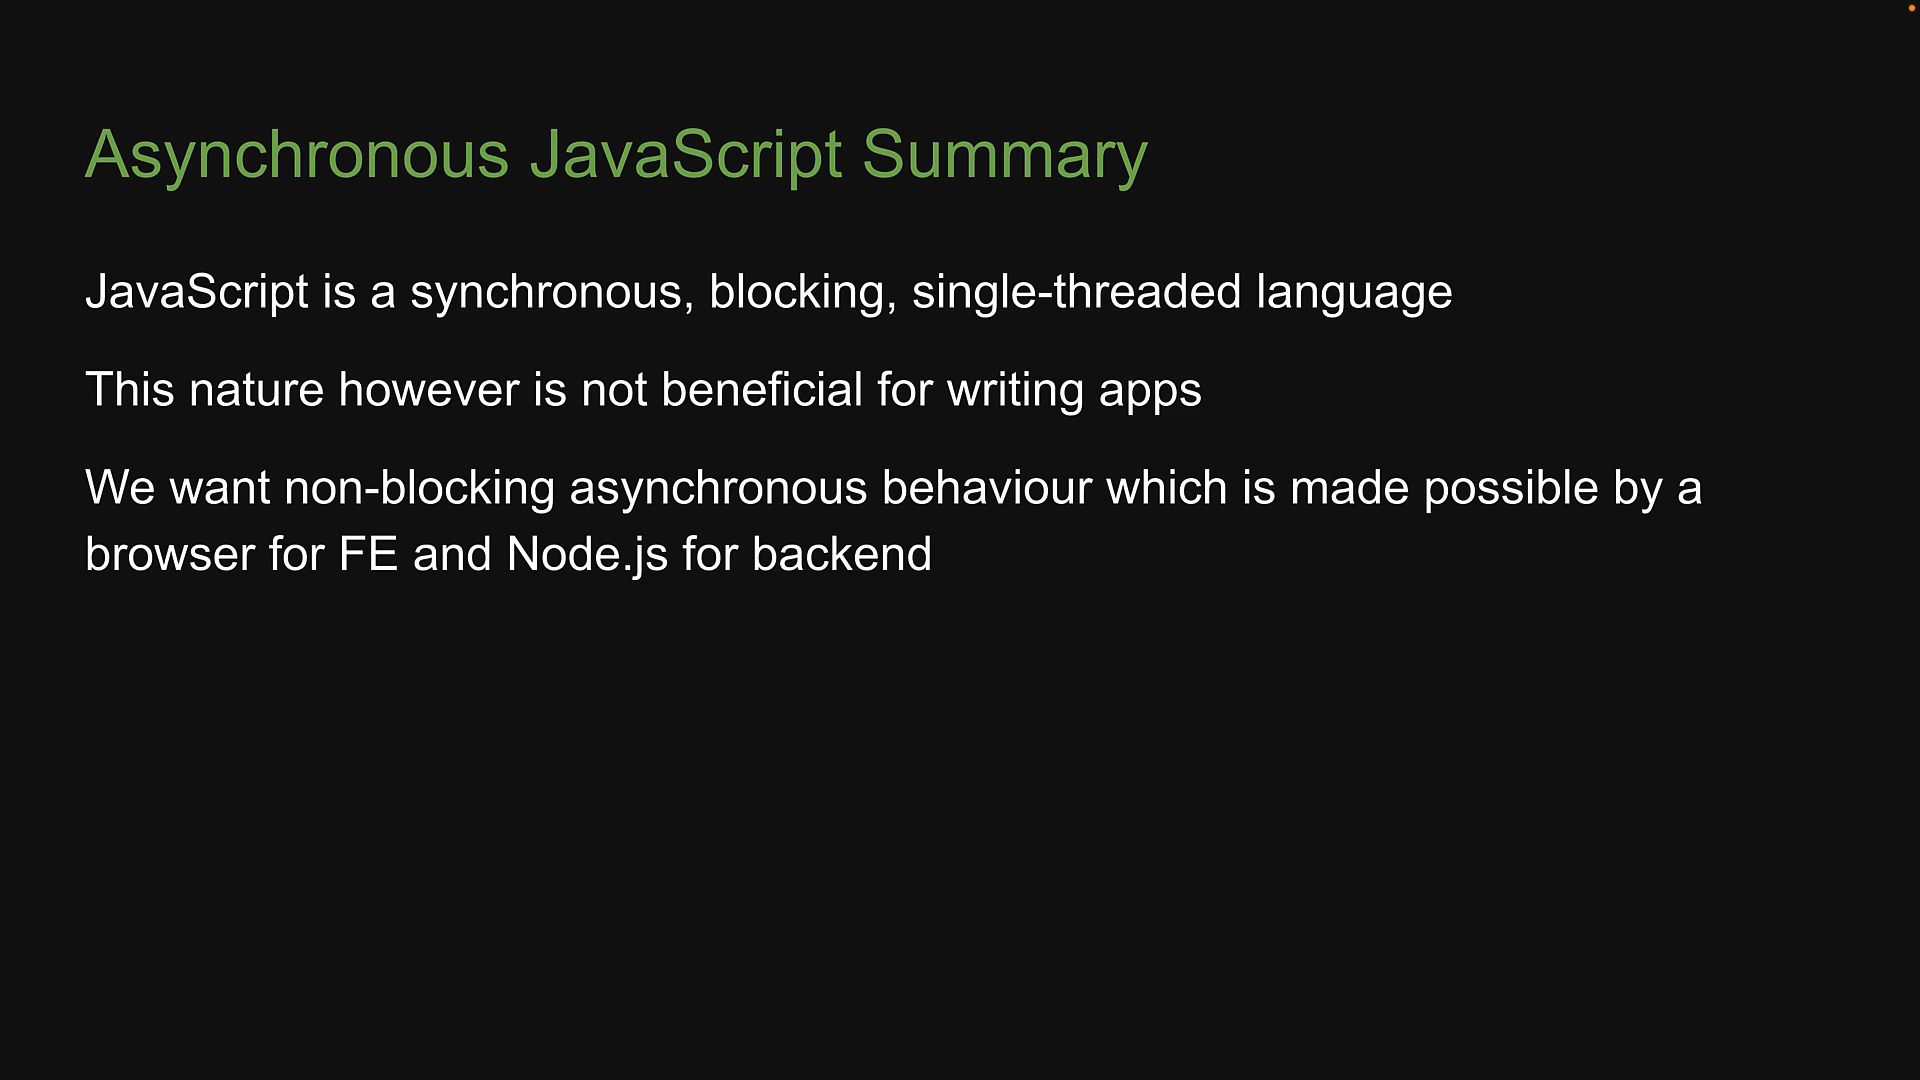 Asynchronous JavaScript Summary
JavaScript is a synchronous, blocking, single-threaded language
This nature however is not beneficial for writing apps
We want non-blocking asynchronous behaviour which is made possible by a
browser for FE and Node.js for backend